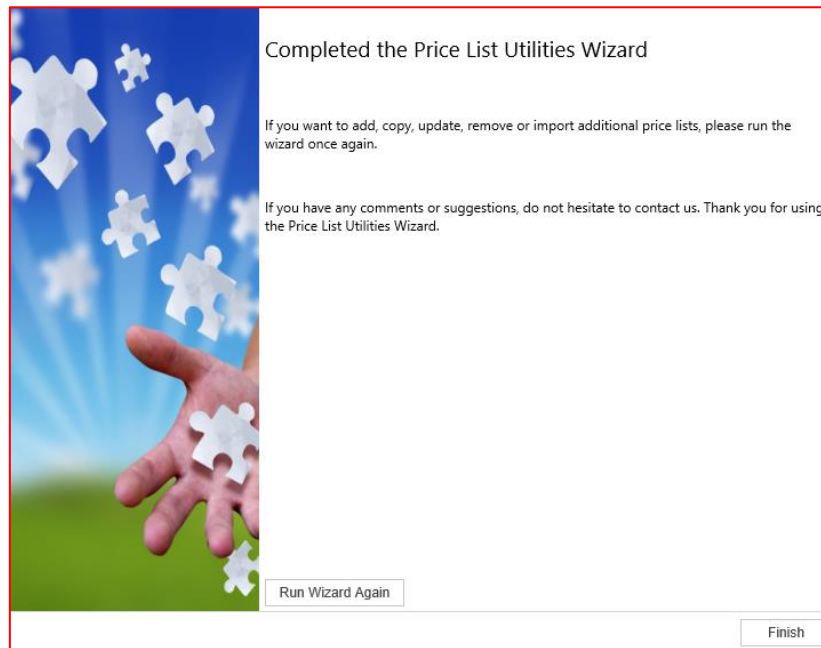 Completed the Price List Utilities Wizard
If you want to add, copy, update, remove or import additional price lists, please run the
wizard once again.
If you have any comments or suggestions, do not hesitate to contact us. Thank you for using
the Price List Utilities Wizard.
Run Wizard Again
Finish